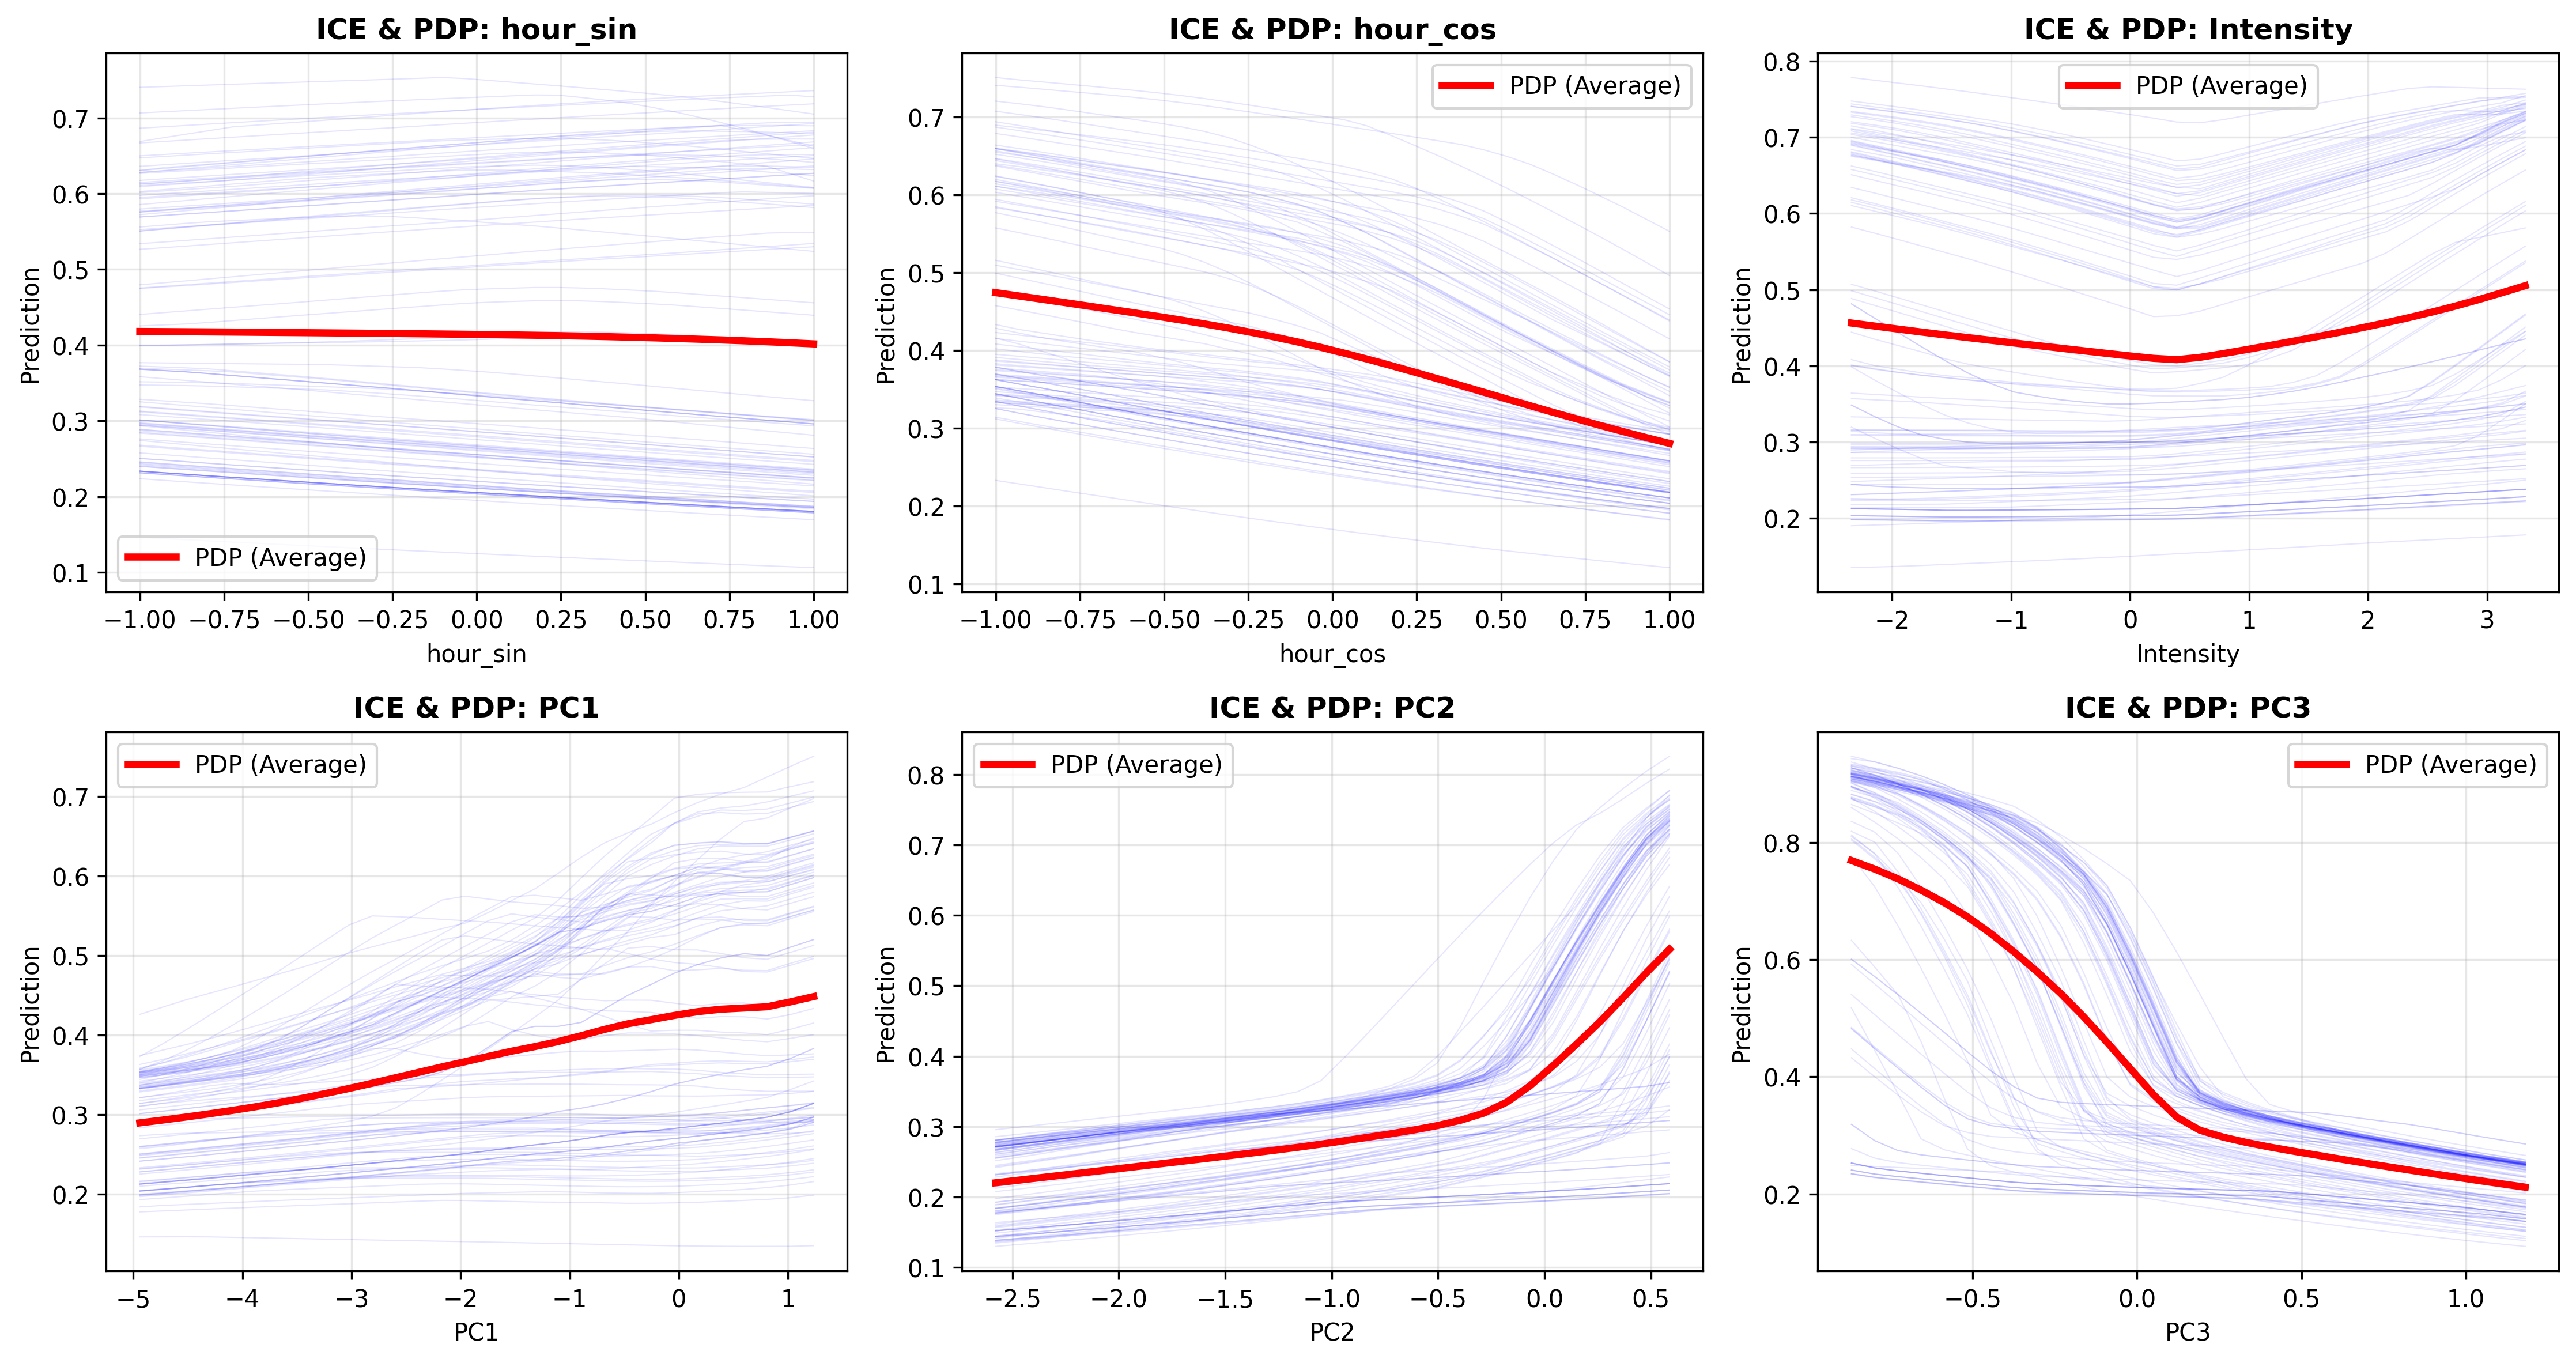 ICE & PDP: hour_sin
Prediction
0.7
0.6
0.5
0.4
0.3
0.2
0.1
PDP (Average)
−1.00 −0.75 −0.50 −0.25 0.00 0.25 0.50 0.75 1.00
hour_sin
ICE & PDP: hour_cos
Prediction
0.7
0.6
0.5
0.4
0.3
0.2
0.1
PDP (Average)
−1.00 −0.75 −0.50 −0.25 0.00 0.25 0.50 0.75 1.00
hour_cos
ICE & PDP: Intensity
Prediction
0.8
0.7
0.6
0.5
0.4
0.3
0.2
PDP (Average)
−2 −1 0 1 2 3
Intensity
ICE & PDP: PC1
Prediction
0.7
0.6
0.5
0.4
0.3
0.2
PDP (Average)
−5 −4 −3 −2 −1 0 1
PC1
ICE & PDP: PC2
Prediction
0.8
0.7
0.6
0.5
0.4
0.3
0.2
0.1
PDP (Average)
−2.5 −2.0 −1.5 −1.0 −0.5 0.0 0.5
PC2
ICE & PDP: PC3
Prediction
0.8
0.6
0.4
0.2
PDP (Average)
−0.5 0.0 0.5 1.0
PC3